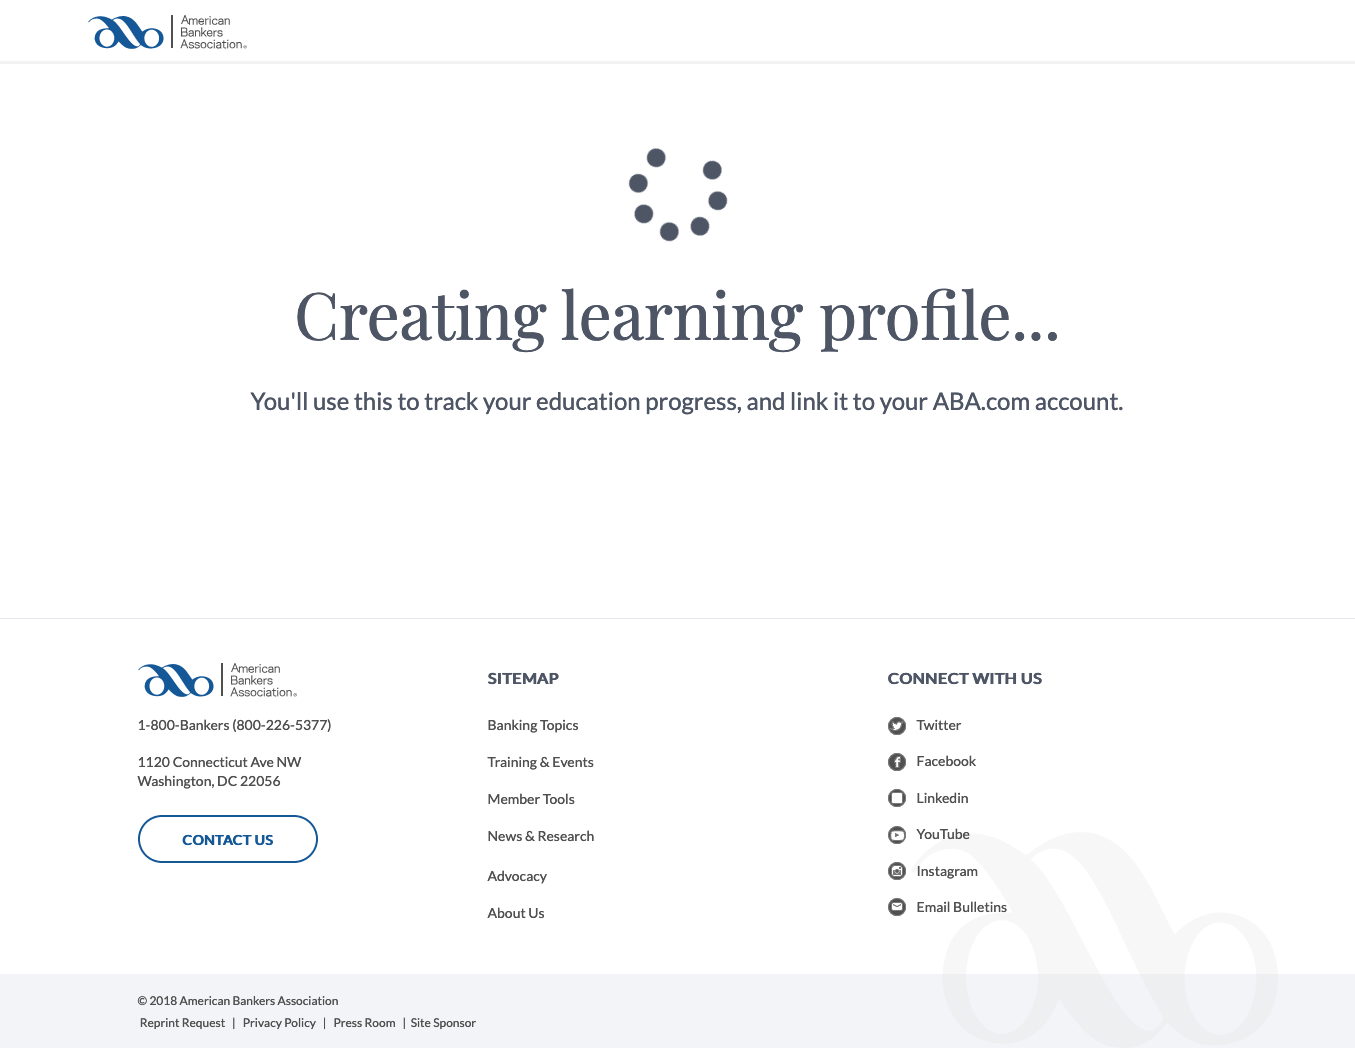 American
Bankers
Association®
Creating learning profile...
You'll use this to track your education progress, and link it to your ABA.com account.
American
Bankers
Association®
1-800-Bankers (800-226-5377)
1120 Connecticut Ave NW
Washington, DC 22056
CONTACT US
SITEMAP
Banking Topics
Training & Events
Member Tools
News & Research
Advocacy
About Us
CONNECT WITH US
Twitter
Facebook
Linkedin
YouTube
Instagram
Email Bulletins
© 2018 American Bankers Association
Reprint Request | Privacy Policy | Press Room | Site Sponsor